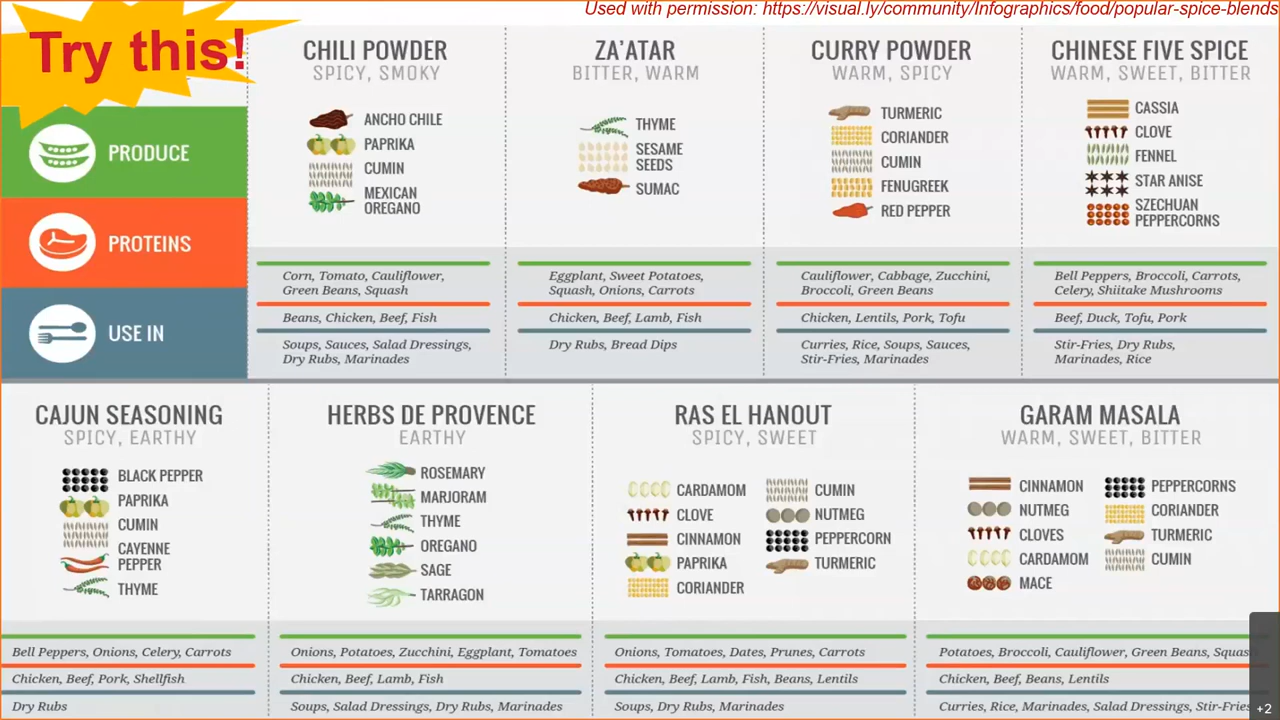 Used with permission: https://visual.ly/community/Infographics/food/popular-spice-blends
Try this!
PRODUCE
PROTEINS
USE IN
CHILI POWDER
SPICY, SMOKY
ANCHO CHILE
PAPRIKA
CUMIN
MEXICAN
OREGANO
Corn, Tomato, Cauliflower,
Green Beans, Squash
Beans, Chicken, Beef, Fish
Soups, Sauces, Salad Dressings,
Dry Rubs, Marinades
ZA'ATAR
BITTER, WARM
THYME
SESAME
SEEDS
SUMAC
Eggplant, Sweet Potatoes,
Squash, Onions, Carrots
Chicken, Beef, Lamb, Fish
Dry Rubs, Bread Dips
CURRY POWDER
WARM, SPICY
TURMERIC
CORIANDER
CUMIN
FENUGREEK
RED PEPPER
Cauliflower, Cabbage, Zucchini,
Broccoli, Green Beans
Chicken, Lentils, Pork, Tofu
Curries, Rice, Soups, Sauces,
Stir-Fries, Marinades
CHINESE FIVE SPICE
WARM, SWEET, BITTER
CASSIA
CLOVE
FENNEL
STAR ANISE
SZECHUAN
PEPPERCORNS
Bell Peppers, Broccoli, Carrots,
Celery, Shiitake Mushrooms
Beef, Duck, Tofu, Pork
Stir-Fries, Dry Rubs,
Marinades, Rice
CAJUN SEASONING
SPICY, EARTHY
BLACK PEPPER
PAPRIKA
CUMIN
CAYENNE
PEPPER
THYME
Bell Peppers, Onions, Celery, Carrots
Chicken, Beef, Pork, Shellfish
Dry Rubs
HERBS DE PROVENCE
EARTHY
ROSEMARY
MARJORAM
THYME
OREGANO
SAGE
TARRAGON
Onions, Potatoes, Zucchini, Eggplant, Tomatoes
Chicken, Beef, Lamb, Fish
Soups, Salad Dressings, Dry Rubs, Marinades
RAS EL HANOUT
SPICY, SWEET
CARDAMOM
CLOVE
CINNAMON
PAPRIKA
CORIANDER
CUMIN
NUTMEG
PEPPERCORN
TURMERIC
Onions, Tomatoes, Dates, Prunes, Carrots
Chicken, Beef, Lamb, Fish, Beans, Lentils
Soups, Dry Rubs, Marinades
GARAM MASALA
WARM, SWEET, BITTER
CINNAMON
NUTMEG
CLOVES
CARDAMOM
MACE
PEPPERCORNS
CORIANDER
TURMERIC
CUMIN
Potatoes, Broccoli, Cauliflower, Green Beans, Squash
Chicken, Beef, Beans, Lentils
Curries, Rice, Marinades, Salad Dressings, Stir-Fries
+2